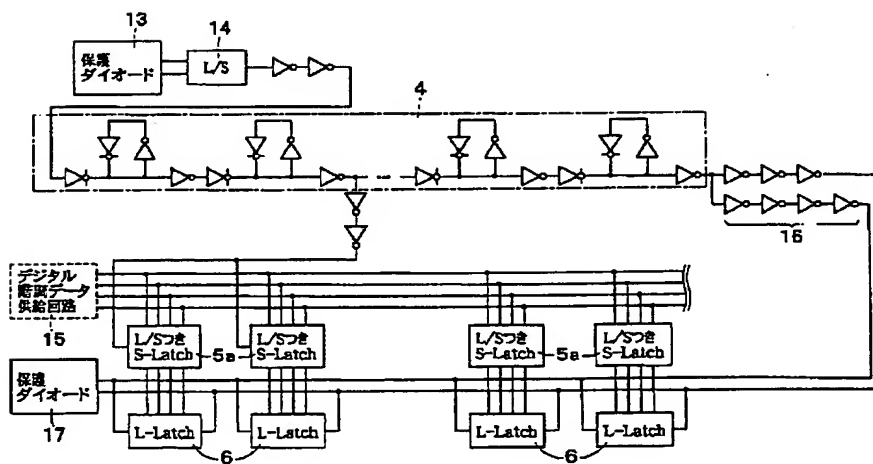 13
14
保護
ダイオード
L/S
4
16
デジタル
階調データ
供給回路
15
L/Sつき
S-Latch
5a
L/Sつき
S-Latch
L/Sつき
S-Latch
5a
L/Sつき
S-Latch
保護
ダイオード
17
L-Latch
6
L-Latch
L-Latch
6
L-Latch